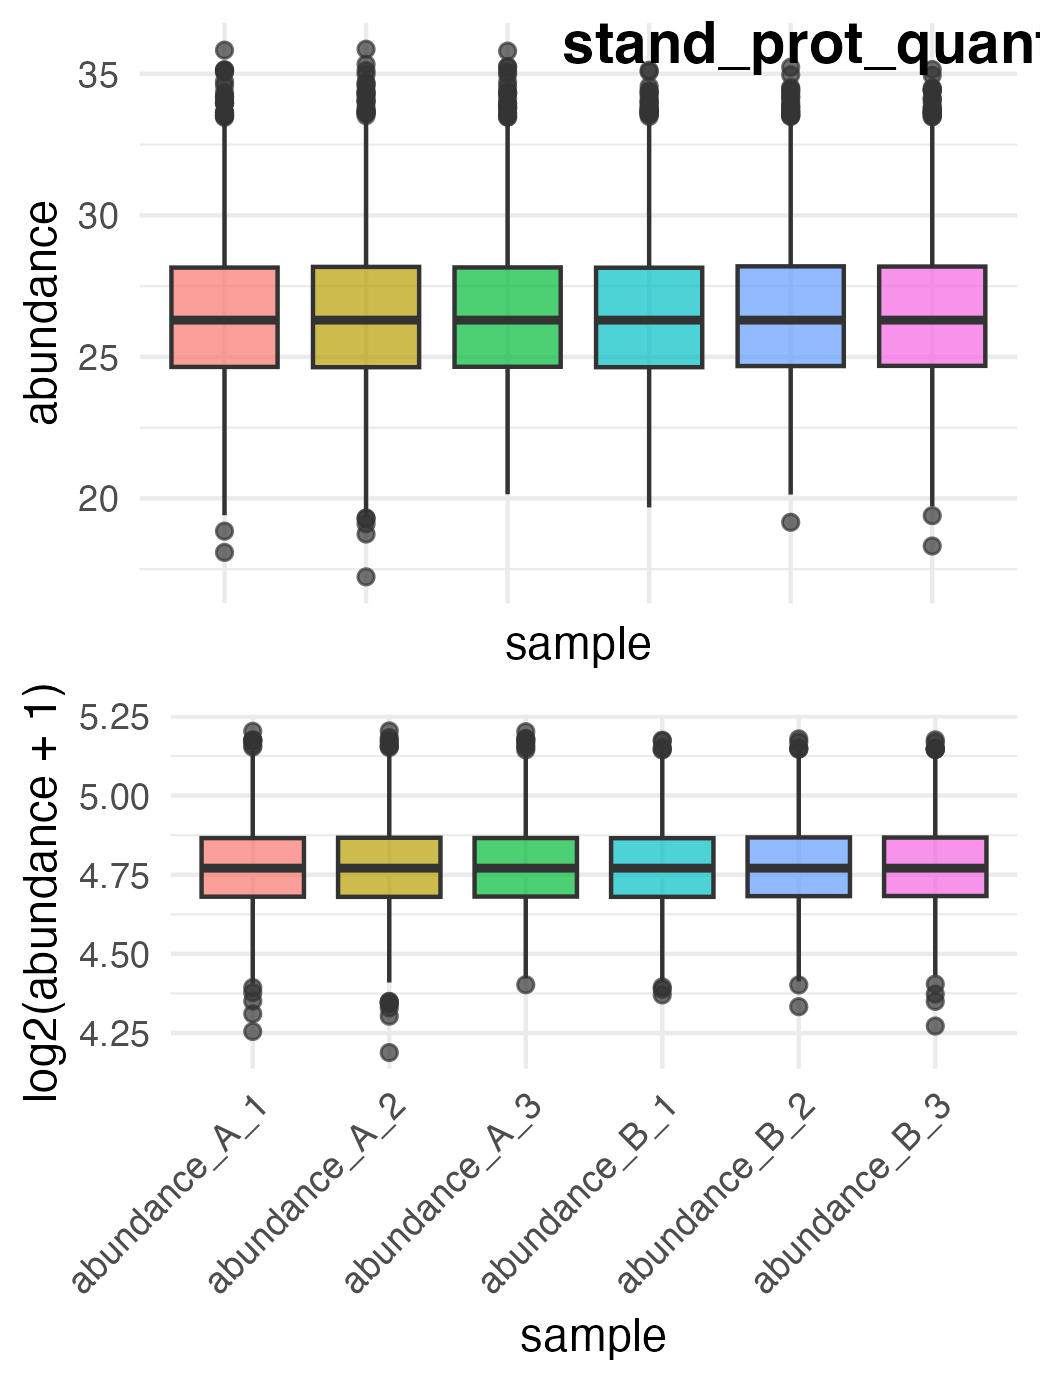 stand_prot_quant
35
30
25
20
abundance
sample
5.25
5.00
4.75
4.50
4.25
log2(abundance + 1)
abundance_A_1
abundance_A_2
abundance_A_3
abundance_B_1
abundance_B_2
abundance_B_3
sample